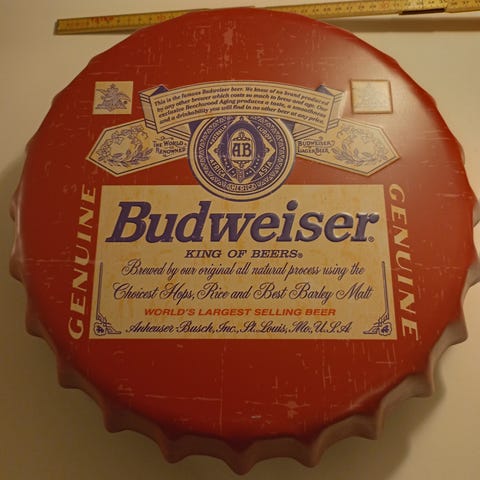 This is the famous Budweiser beer. We know of no brand produced
by any other brewer which costs so much to brew and age. Our
exclusive Beechwood Aging produces a taste, a smoothness
and a drinkability you will find in no other beer at any price.
THE WORLD
RENOWNED
BUDWEISER
LAGER BEER
AB
EUROPE
AFRICA
AMERICA
ASIA
GENUINE
GENUINE
Budweiser®
KING OF BEERS®
Brewed by our original all natural process using the
Choicest Hops, Rice and Best Barley Malt
WORLD'S LARGEST SELLING BEER
Anheuser-Busch, Inc., St. Louis, Mo., U.S.A